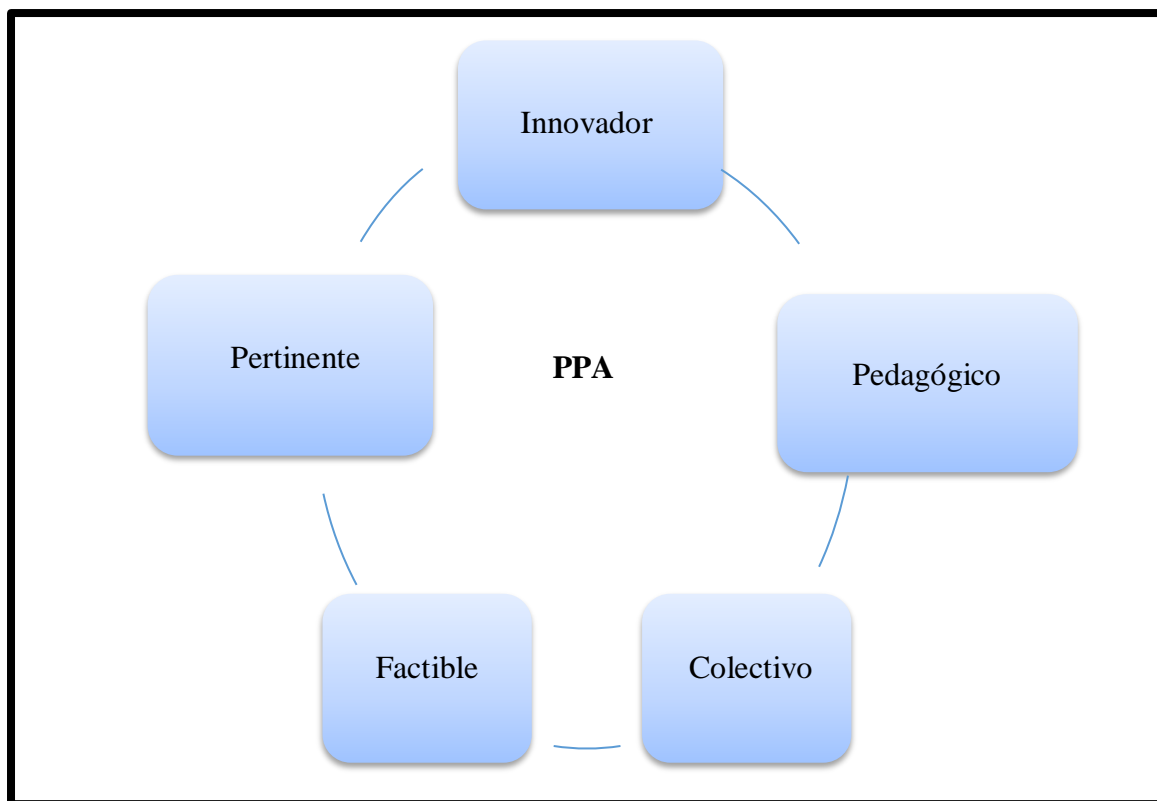 Innovador
Pertinente
PPA
Pedagógico
Factible
Colectivo